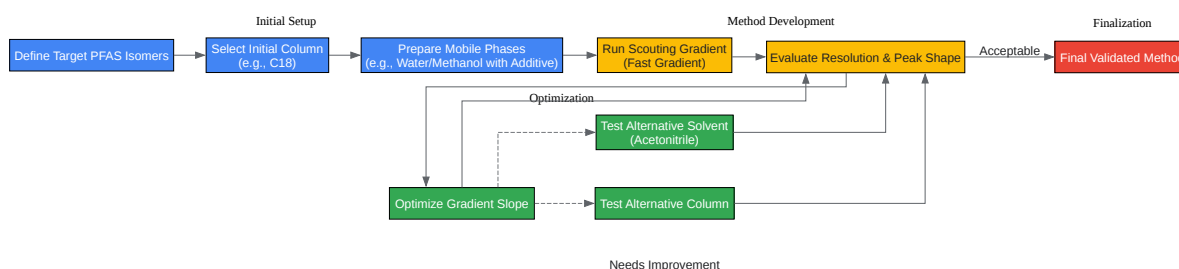 Initial Setup
Method Development
Finalization
Define Target PFAS Isomers
Select Initial Column
(e.g., C18)
Prepare Mobile Phases
(e.g., Water/Methanol with Additive)
Run Scouting Gradient
(Fast Gradient)
Evaluate Resolution & Peak Shape
Acceptable
Final Validated Method
Optimization
Test Alternative Solvent
(Acetonitrile)
Optimize Gradient Slope
Test Alternative Column
Needs Improvement